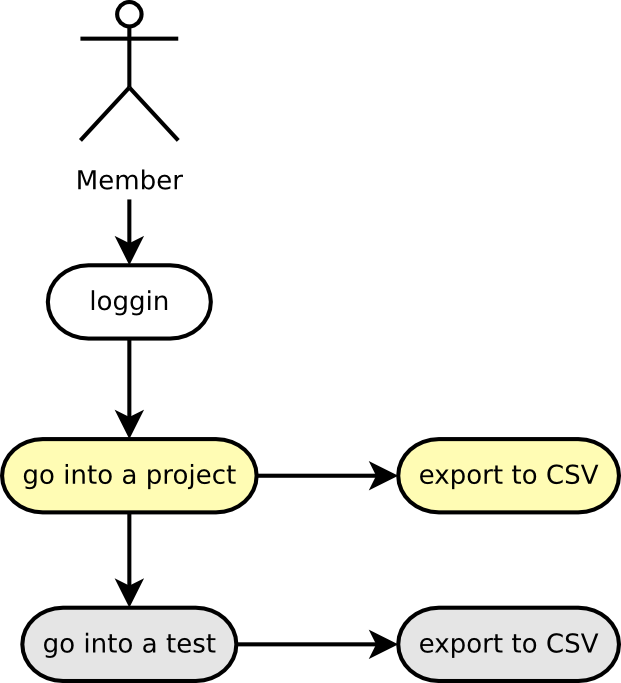 Member
loggin
go into a project
export to CSV
go into a test
export to CSV